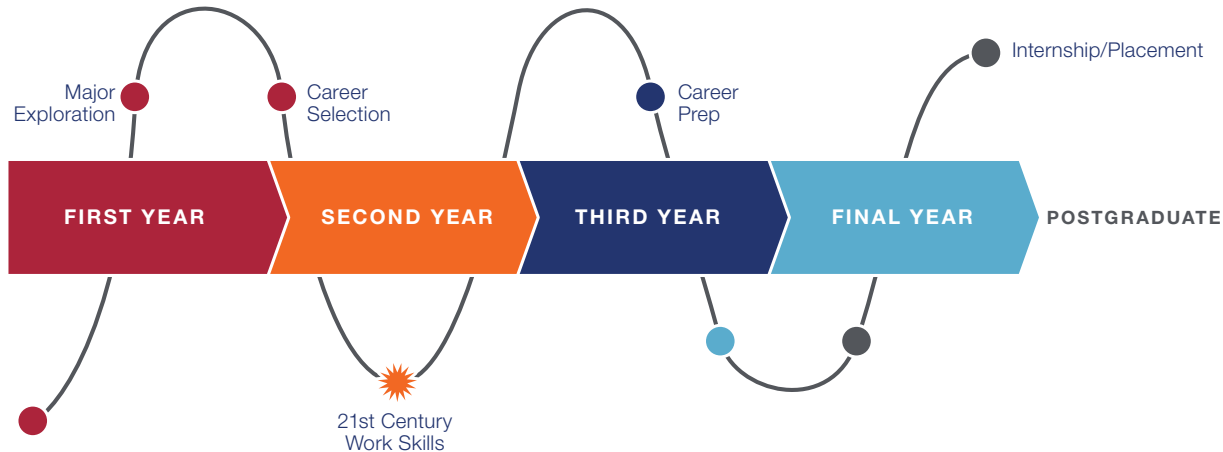 Major
Exploration
Career
Selection
Career
Prep
Internship/Placement
FIRST YEAR
SECOND YEAR
THIRD YEAR
FINAL YEAR
POSTGRADUATE
21st Century
Work Skills